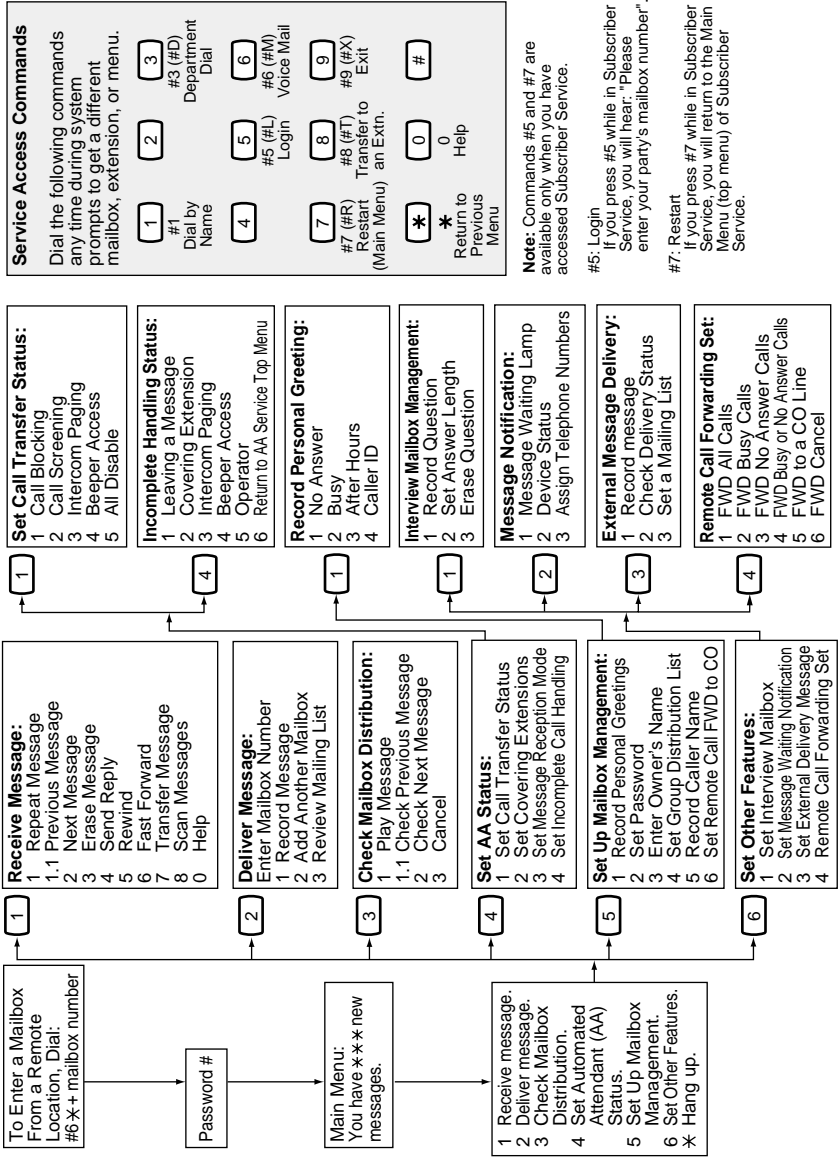 To Enter a Mailbox
From a Remote
Location, Dial:
#6*+ mailbox number
Password #
Main Menu:
You have *** new
messages.
1 Receive message.
2 Deliver message.
3 Check Mailbox
Distribution.
4 Set Automated
Attendant (AA)
Status.
5 Set Up Mailbox
Management.
6 Set Other Features.
* Hang up.
1
Receive Message:
1 Repeat Message
1.1 Previous Message
2 Next Message
3 Erase Message
4 Send Reply
5 Rewind
6 Fast Forward
7 Transfer Message
8 Scan Messages
0 Help
2
Deliver Message:
Enter Mailbox Number
1 Record Message
2 Add Another Mailbox
3 Review Mailing List
3
Check Mailbox Distribution:
1 Play Message
1.1 Check Previous Message
2 Check Next Message
3 Cancel
4
Set AA Status:
1 Set Call Transfer Status
2 Set Covering Extensions
3 Set Message Reception Mode
4 Set Incomplete Call Handling
5
Set Up Mailbox Management:
1 Record Personal Greetings
2 Set Password
3 Enter Owner's Name
4 Set Group Distribution List
5 Record Caller Name
6 Set Remote Call FWD to CO
6
Set Other Features:
1 Set Interview Mailbox
2 Set Message Waiting Notification
3 Set External Delivery Message
4 Remote Call Forwarding Set
1
Set Call Transfer Status:
1 Call Blocking
2 Call Screening
3 Intercom Paging
4 Beeper Access
5 All Disable
4
Incomplete Handling Status:
1 Leaving a Message
2 Covering Extension
3 Intercom Paging
4 Beeper Access
5 Operator
6 Return to AA Service Top Menu
1
Record Personal Greeting:
1 No Answer
2 Busy
3 After Hours
4 Caller ID
1
Interview Mailbox Management:
1 Record Question
2 Set Answer Length
3 Erase Question
2
Message Notification:
1 Message Waiting Lamp
2 Device Status
3 Assign Telephone Numbers
3
External Message Delivery:
1 Record message
2 Check Delivery Status
3 Set a Mailing List
4
Remote Call Forwarding Set:
1 FWD All Calls
2 FWD Busy Calls
3 FWD No Answer Calls
4 FWD Busy or No Answer Calls
5 FWD to a CO Line
6 FWD Cancel
Service Access Commands
Dial the following commands
any time during system
prompts to get a different
mailbox, extension, or menu.
1
#1
Dial by
Name
2
3
#3 (#D)
Department
Dial
4
5
#5 (#L)
Login
6
#6 (#M)
Voice Mail
7
#7 (#R)
Restart
(Main Menu)
8
#8 (#T)
Transfer to
an Extn.
9
#9 (#X)
Exit
*
*
Return to
Previous
Menu
0
0
Help
#
Note: Commands #5 and #7 are
available only when you have
accessed Subscriber Service.
#5: Login
If you press #5 while in Subscriber
Service, you will hear: "Please
enter your party's mailbox number".
#7: Restart
If you press #7 while in Subscriber
Service, you will return to the Main
Menu (top menu) of Subscriber
Service.